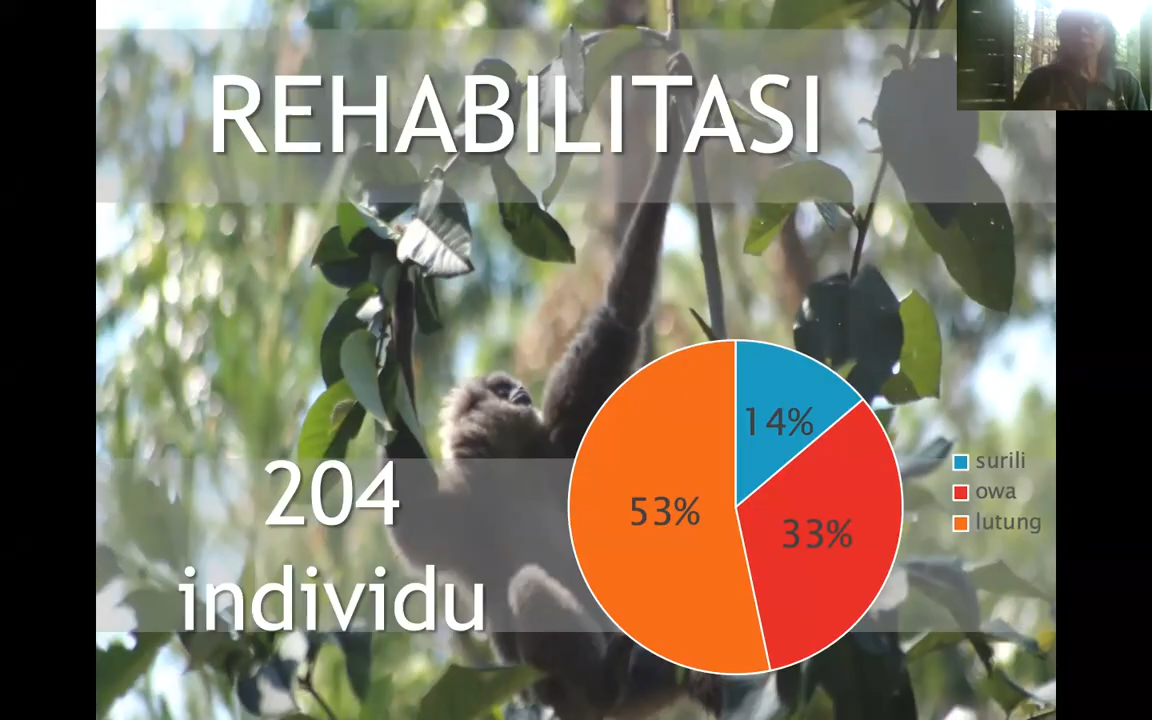 REHABILITASI
204
individu
14%
53%
33%
surili
owa
lutung